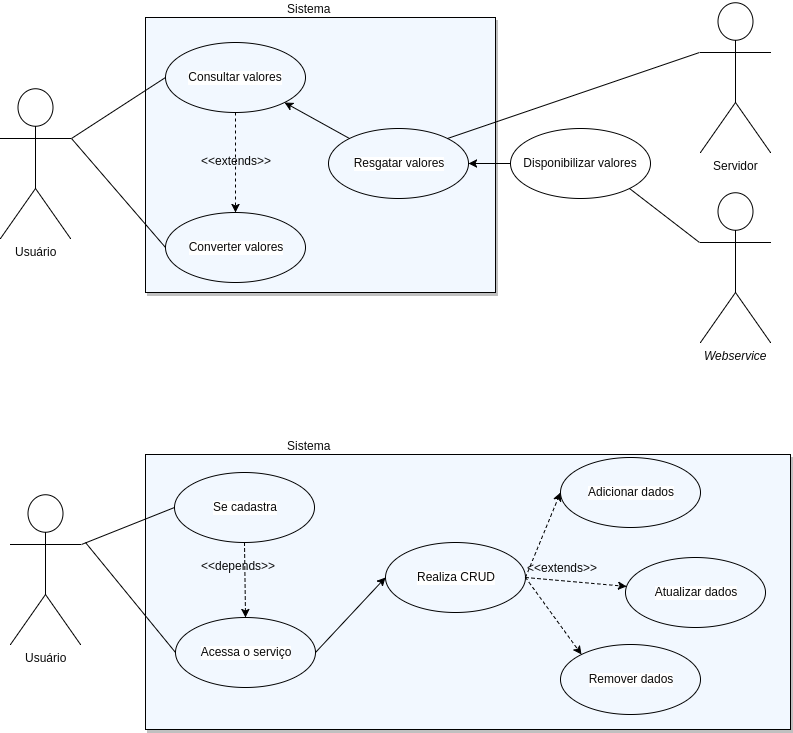 Sistema
Consultar valores
<<extends>>
Resgatar valores
Disponibilizar valores
Servidor
Usuário
Converter valores
Webservice
Sistema
Se cadastra
Adicionar dados
<<depends>>
<<extends>>
Realiza CRUD
Atualizar dados
Usuário
Acessa o serviço
Remover dados